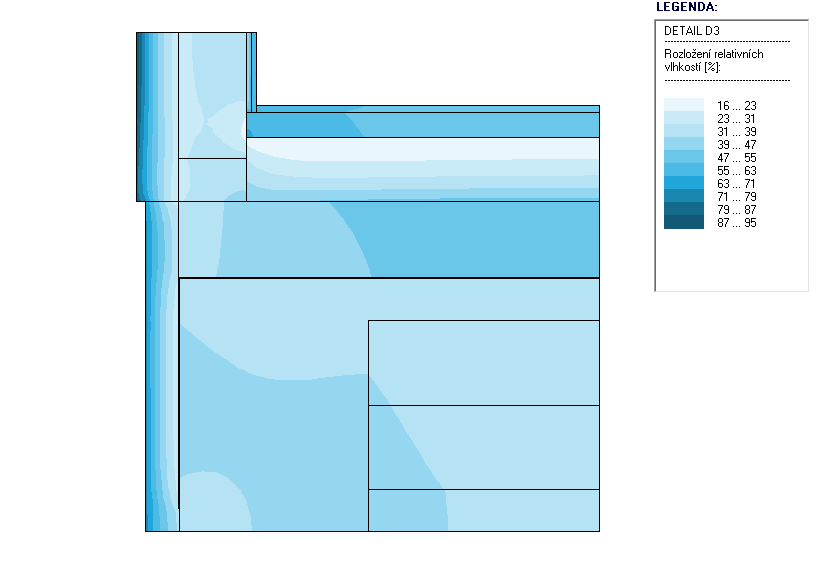 LEGENDA:
DETAIL D3
Rozložení relativních
vlhkostí [%]:
16 ... 23
23 ... 31
31 ... 39
39 ... 47
47 ... 55
55 ... 63
63 ... 71
71 ... 79
79 ... 87
87 ... 95